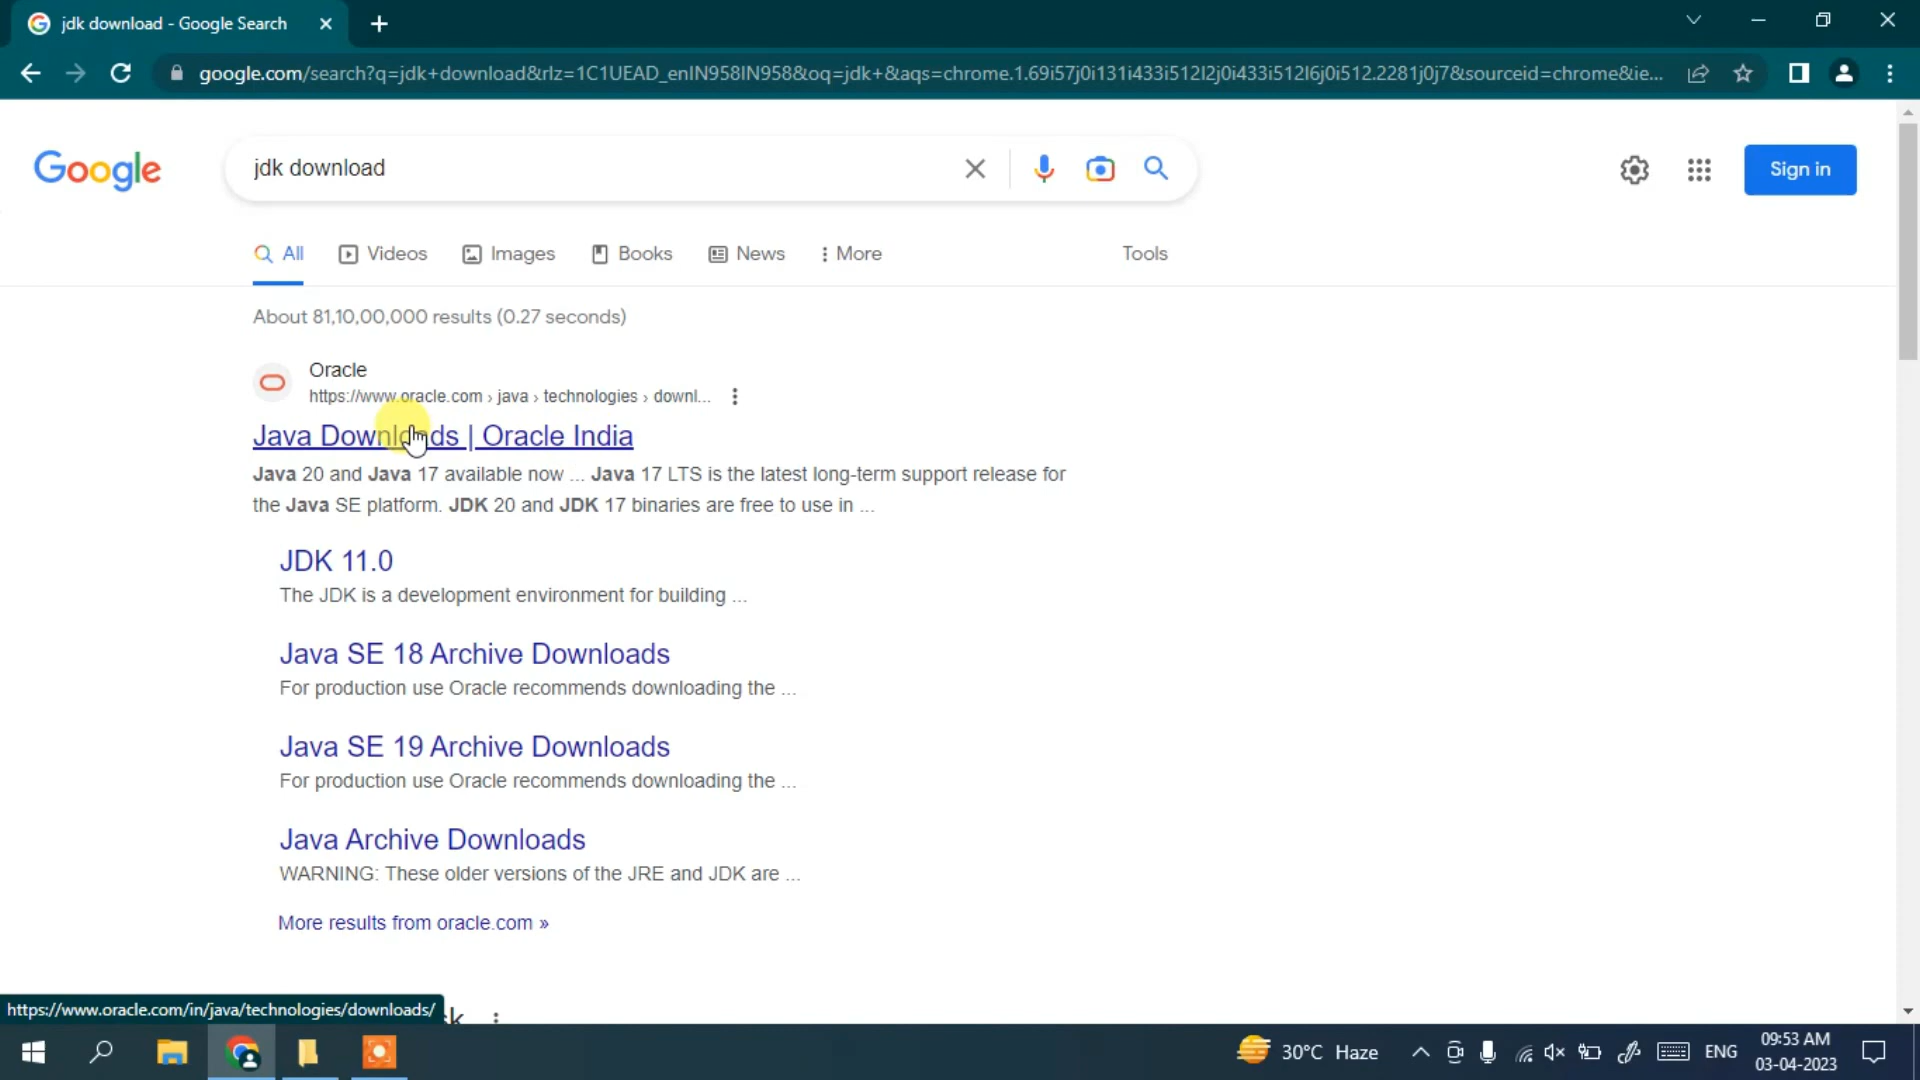 jdk download - Google Search
google.com/search?q=jdk+download&rlz=1C1UEAD_enIN958IN958&oq=jdk+&aqs=chrome.1.69i57j0i131i433i512l2j0i433i512l6j0i512.2281j0j7&sourceid=chrome&ie...
Google
jdk download
Sign in
All Videos Images Books News More Tools
About 81,10,00,000 results (0.27 seconds)
Oracle
https://www.oracle.com › java › technologies › downl...
Java Downloads | Oracle India
Java 20 and Java 17 available now ... Java 17 LTS is the latest long-term support release for
the Java SE platform. JDK 20 and JDK 17 binaries are free to use in ...
JDK 11.0
The JDK is a development environment for building ...
Java SE 18 Archive Downloads
For production use Oracle recommends downloading the ...
Java SE 19 Archive Downloads
For production use Oracle recommends downloading the ...
Java Archive Downloads
WARNING: These older versions of the JRE and JDK are ...
More results from oracle.com »
https://www.oracle.com/in/java/technologies/downloads/
30°C Haze
ENG
09:53 AM
03-04-2023